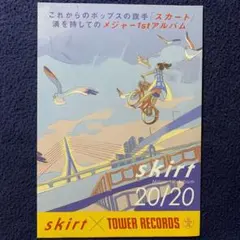 これからのポップスの旗手／スカート
満を持してのメジャー1stアルバム
skirt
20/20
skirt × TOWER RECORDS